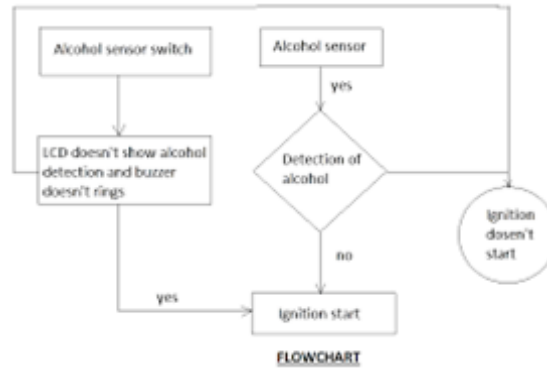 Alcohol sensor switch
Alcohol sensor
yes
LCD doesn't show alcohol
detection and buzzer
doesn't rings
Detection of
alcohol
Ignition
dosen't
start
no
yes
Ignition start
FLOWCHART